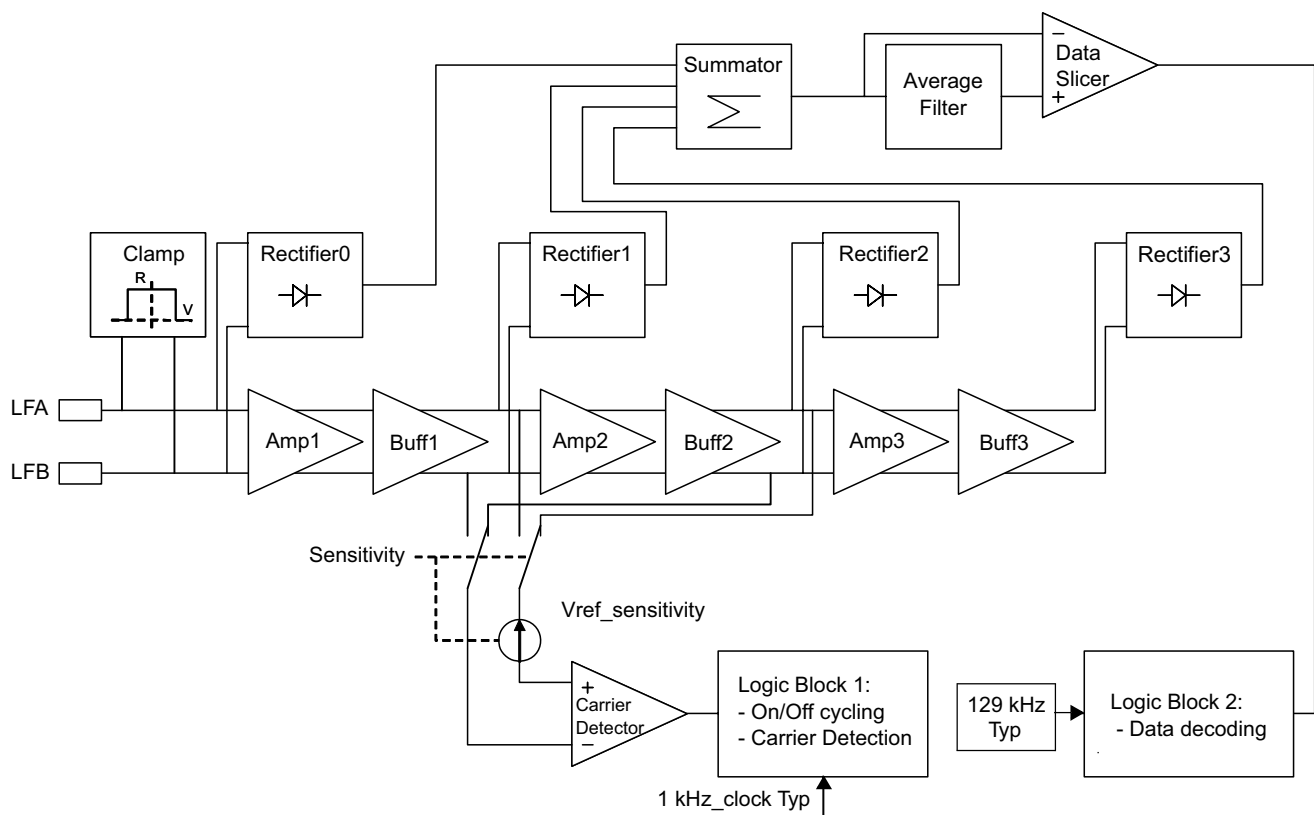 Summator
Average
Filter
−
Data
Slicer
+
Clamp
R
V
Rectifier0
Rectifier1
Rectifier2
Rectifier3
LFA
LFB
Amp1
Buff1
Amp2
Buff2
Amp3
Buff3
Sensitivity
Vref_sensitivity
+
Carrier
Detector
−
Logic Block 1:
- On/Off cycling
- Carrier Detection
1 kHz_clock Typ
129 kHz
Typ
Logic Block 2:
- Data decoding